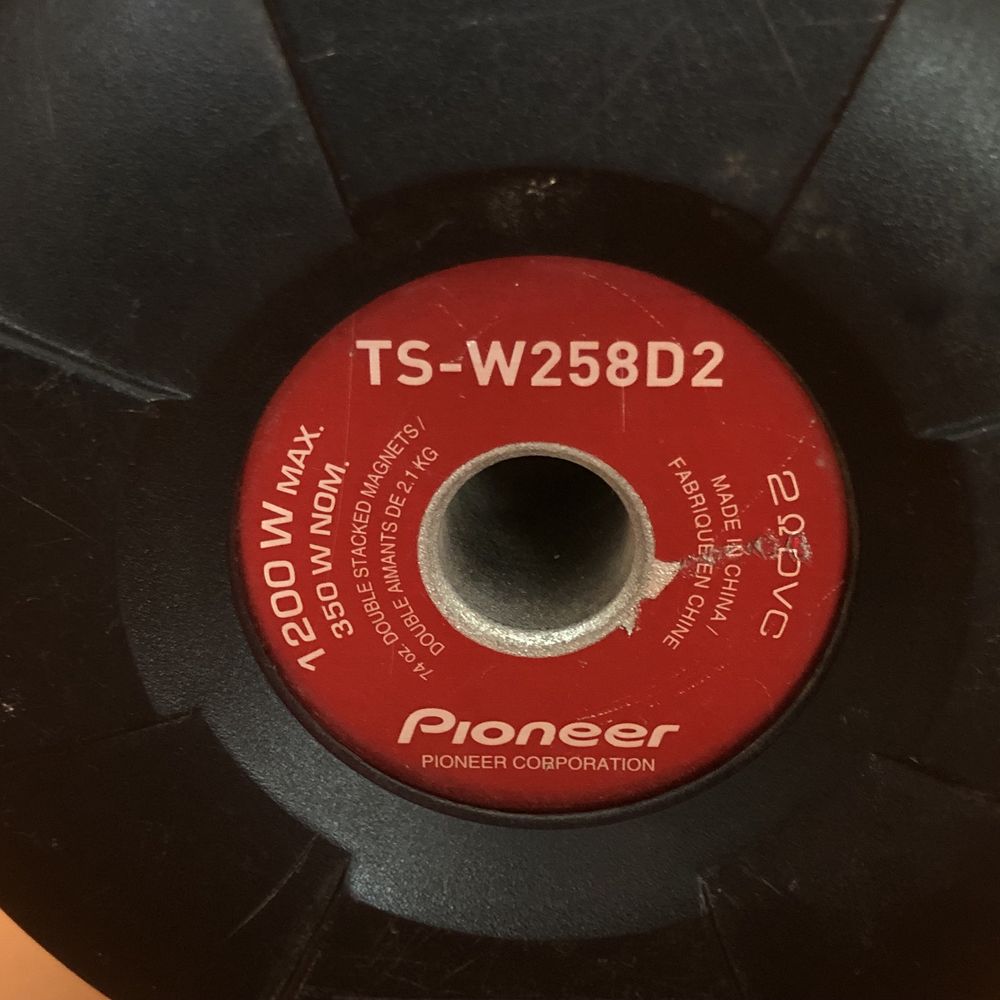 TS-W258D2
1200 W MAX.
350 W NOM.
74 oz. DOUBLE STACKED MAGNETS /
DOUBLE AIMANTS DE 2.1 KG
2 Ω DVC
MADE IN CHINA /
FABRIQUÉ EN CHINE
Pioneer
PIONEER CORPORATION